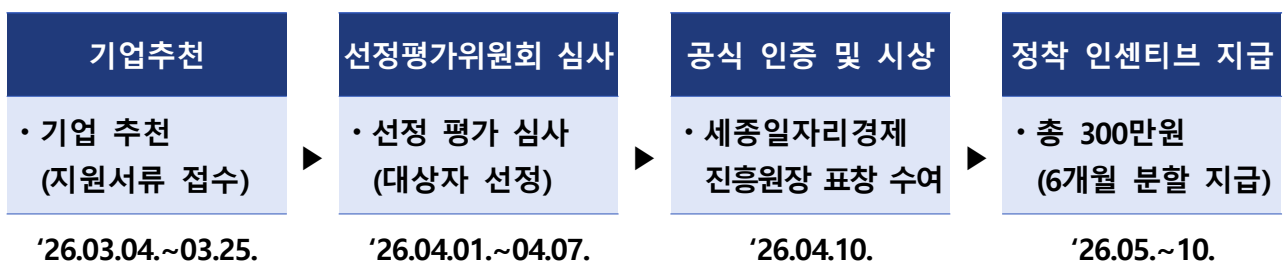 기업추천
• 기업 추천
(지원서류 접수)
‘26.03.04.~03.25.
▶
선정평가위원회 심사
• 선정 평가 심사
(대상자 선정)
‘26.04.01.~04.07.
▶
공식 인증 및 시상
• 세종일자리경제
진흥원장 표창 수여
‘26.04.10.
▶
정착 인센티브 지급
• 총 300만원
(6개월 분할 지급)
‘26.05.~10.